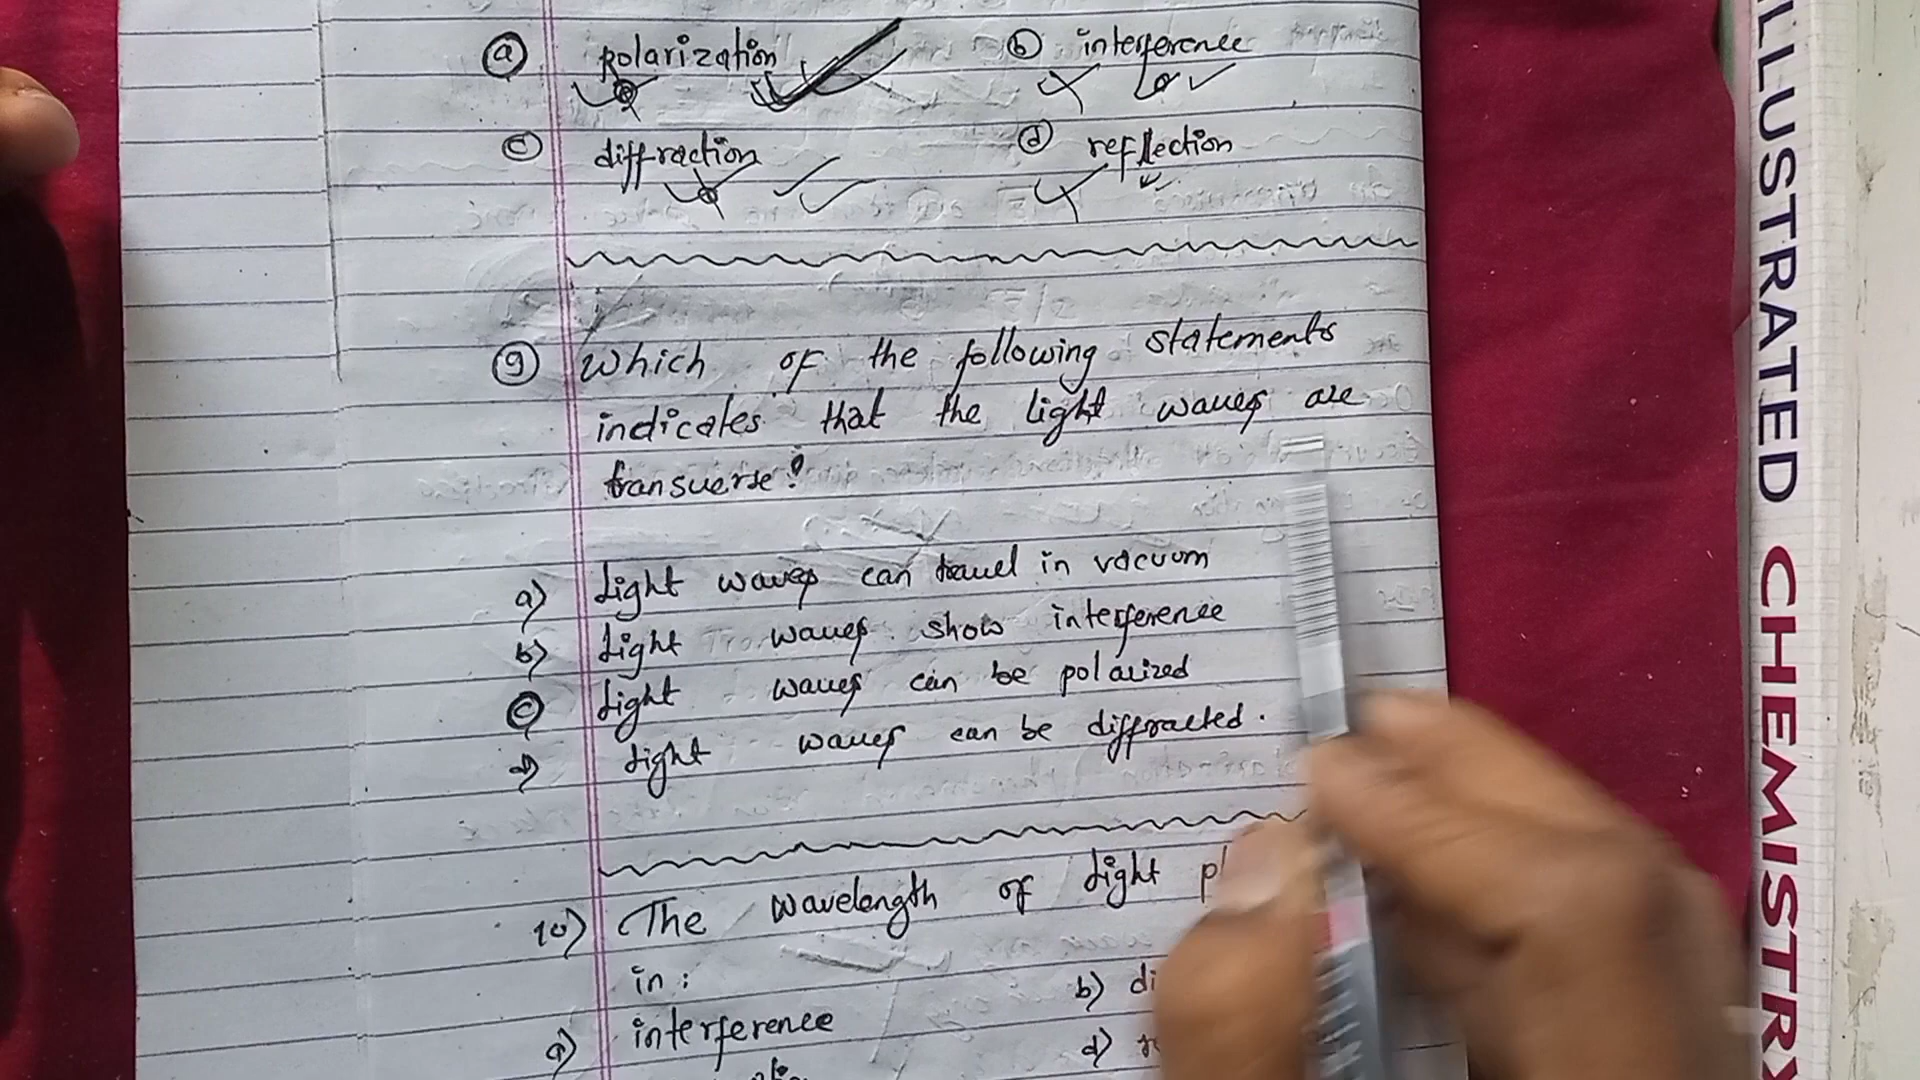 ⓐ polarization ⓑ interference
ⓒ diffraction ⓓ reflection
⑨ Which of the following statements
indicates that the light waves are
transverse?
a) Light waves can travel in vacuum
b) Light waves show interference
ⓒ Light waves can be polarized
d) Light waves can be diffracted.
10) The wavelength of Light
in:
b)
a) interference
d)
ILLUSTRATED CHEMISTRY